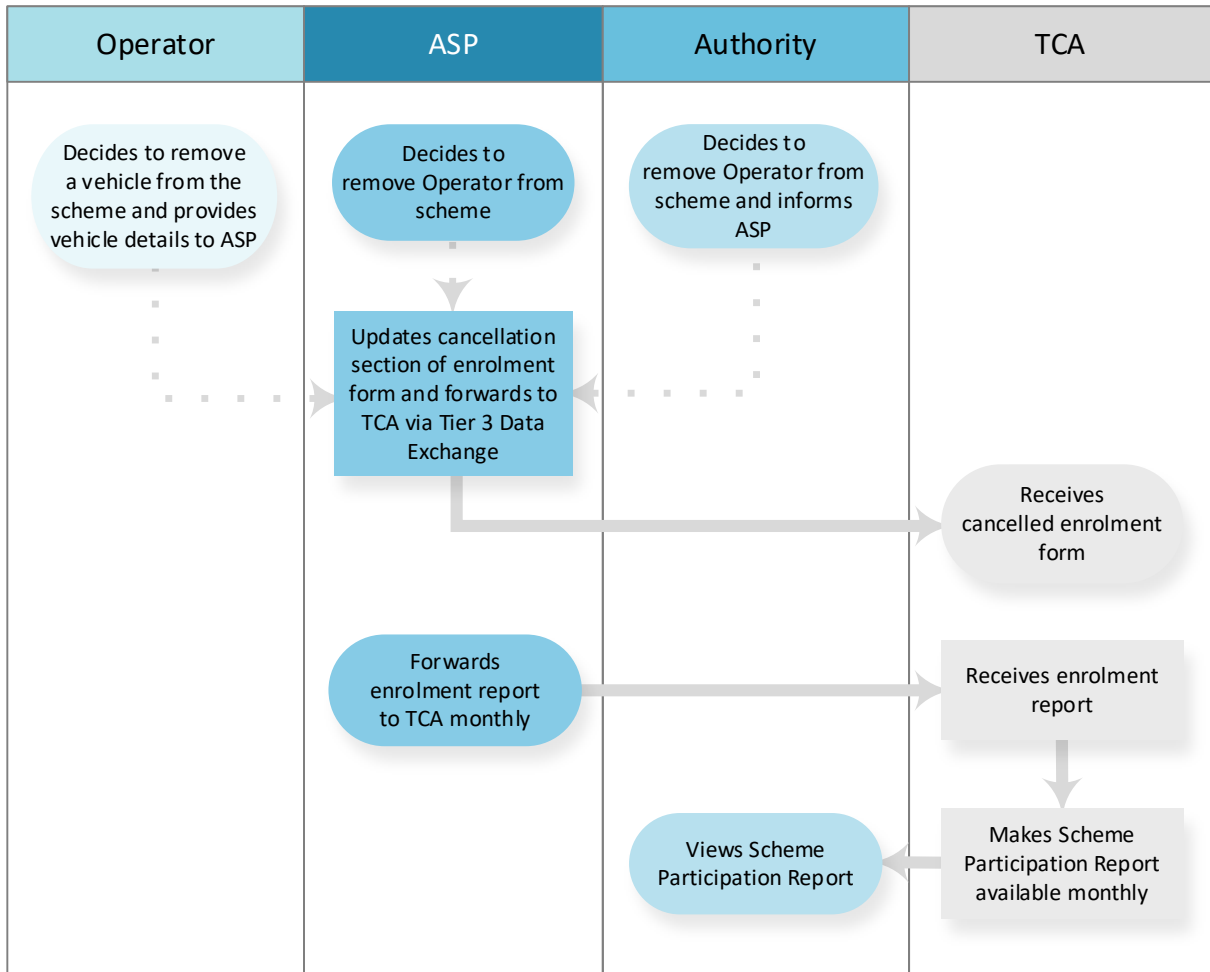 Operator
ASP
Authority
TCA
Decides to remove
a vehicle from the
scheme and provides
vehicle details to ASP
Decides to
remove Operator from
scheme
Decides to
remove Operator from
scheme and informs
ASP
Updates cancellation
section of enrolment
form and forwards to
TCA via Tier 3 Data
Exchange
Receives
cancelled enrolment
form
Forwards
enrolment report
to TCA monthly
Receives enrolment
report
Views Scheme
Participation Report
Makes Scheme
Participation Report
available monthly